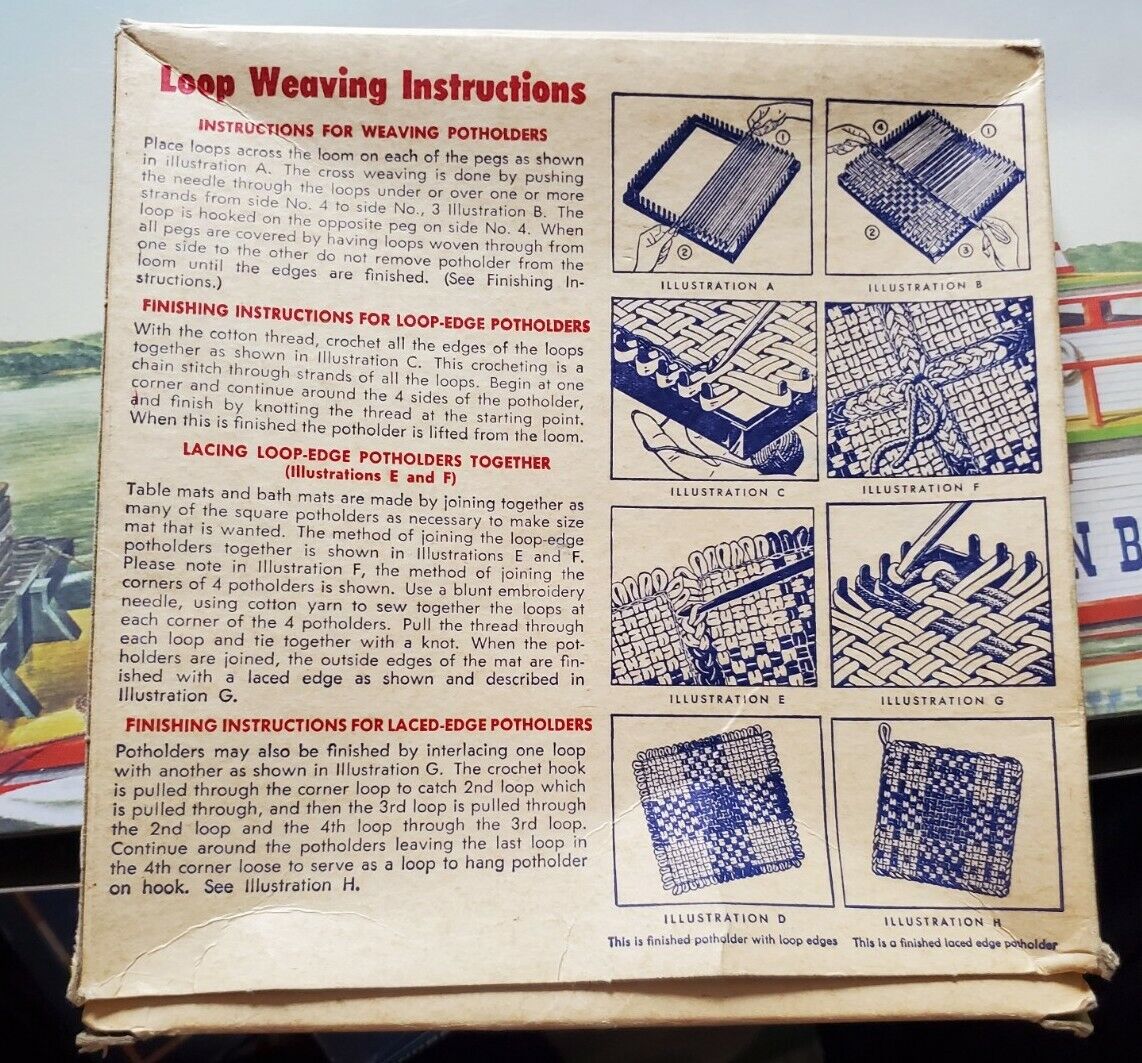 Loop Weaving Instructions
INSTRUCTIONS FOR WEAVING POTHOLDERS
Place loops across the loom on each of the pegs as shown
in illustration A. The cross weaving is done by pushing
the needle through the loops under or over one or more
strands from side No. 4 to side No., 3 Illustration B. The
loop is hooked on the opposite peg on side No. 4. When
all pegs are covered by having loops woven through from
one side to the other do not remove potholder from the
loom until the edges are finished. (See Finishing In-
structions.)
FINISHING INSTRUCTIONS FOR LOOP-EDGE POTHOLDERS
With the cotton thread, crochet all the edges of the loops
together as shown in Illustration C. This crocheting is a
chain stitch through strands of all the loops. Begin at one
corner and continue around the 4 sides of the potholder,
and finish by knotting the thread at the starting point.
When this is finished the potholder is lifted from the loom.
LACING LOOP-EDGE POTHOLDERS TOGETHER
(Illustrations E and F)
Table mats and bath mats are made by joining together as
many of the square potholders as necessary to make size
mat that is wanted. The method of joining the loop-edge
potholders together is shown in Illustrations E and F.
Please note in Illustration F, the method of joining the
corners of 4 potholders is shown. Use a blunt embroidery
needle, using cotton yarn to sew together the loops at
each corner of the 4 potholders. Pull the thread through
each loop and tie together with a knot. When the pot-
holders are joined, the outside edges of the mat are fin-
ished with a laced edge as shown and described in
Illustration G.
FINISHING INSTRUCTIONS FOR LACED-EDGE POTHOLDERS
Potholders may also be finished by interlacing one loop
with another as shown in Illustration G. The crochet hook
is pulled through the corner loop to catch 2nd loop which
is pulled through, and then the 3rd loop is pulled through
the 2nd loop and the 4th loop through the 3rd loop.
Continue around the potholders leaving the last loop in
the 4th corner loose to serve as a loop to hang potholder
on hook. See Illustration H.
1
2
ILLUSTRATION A
4
1
2
3
ILLUSTRATION B
ILLUSTRATION C
ILLUSTRATION F
ILLUSTRATION E
ILLUSTRATION G
ILLUSTRATION D
This is finished potholder with loop edges
ILLUSTRATION H
This is a finished laced edge potholder
N B